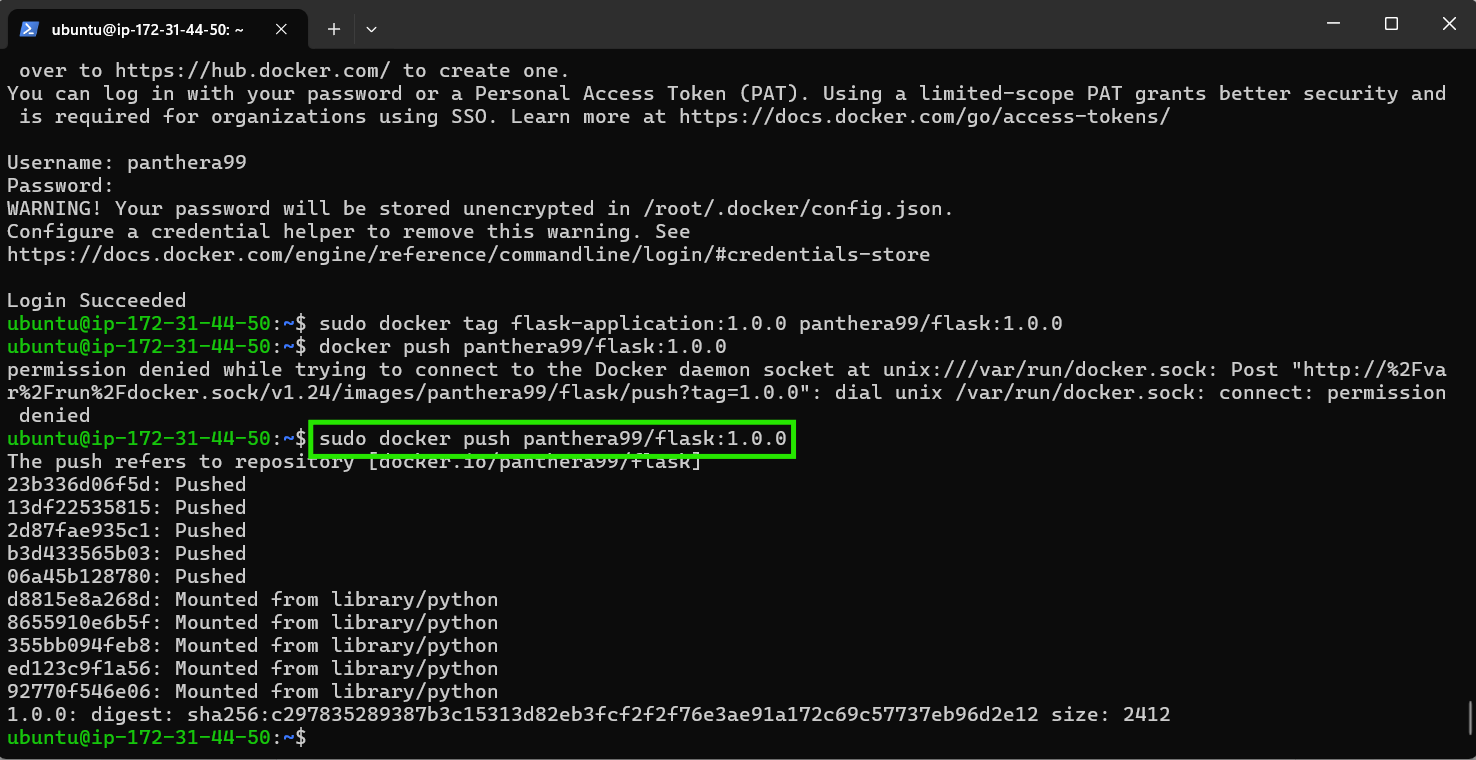 ubuntu@ip-172-31-44-50: ~
over to https://hub.docker.com/ to create one.
You can log in with your password or a Personal Access Token (PAT). Using a limited-scope PAT grants better security and
is required for organizations using SSO. Learn more at https://docs.docker.com/go/access-tokens/
Username: panthera99
Password:
WARNING! Your password will be stored unencrypted in /root/.docker/config.json.
Configure a credential helper to remove this warning. See
https://docs.docker.com/engine/reference/commandline/login/#credentials-store
Login Succeeded
ubuntu@ip-172-31-44-50:~$ sudo docker tag flask-application:1.0.0 panthera99/flask:1.0.0
ubuntu@ip-172-31-44-50:~$ docker push panthera99/flask:1.0.0
permission denied while trying to connect to the Docker daemon socket at unix:///var/run/docker.sock: Post "http://%2Fva
r%2Frun%2Fdocker.sock/v1.24/images/panthera99/flask/push?tag=1.0.0": dial unix /var/run/docker.sock: connect: permission
denied
ubuntu@ip-172-31-44-50:~$ sudo docker push panthera99/flask:1.0.0
The push refers to repository [docker.io/panthera99/flask]
23b336d06f5d: Pushed
13df22535815: Pushed
2d87fae935c1: Pushed
b3d433565b03: Pushed
06a45b128780: Pushed
d8815e8a268d: Mounted from library/python
8655910e6b5f: Mounted from library/python
355bb094feb8: Mounted from library/python
ed123c9f1a56: Mounted from library/python
92770f546e06: Mounted from library/python
1.0.0: digest: sha256:c297835289387b3c15313d82eb3fcf2f2f76e3ae91a172c69c57737eb96d2e12 size: 2412
ubuntu@ip-172-31-44-50:~$